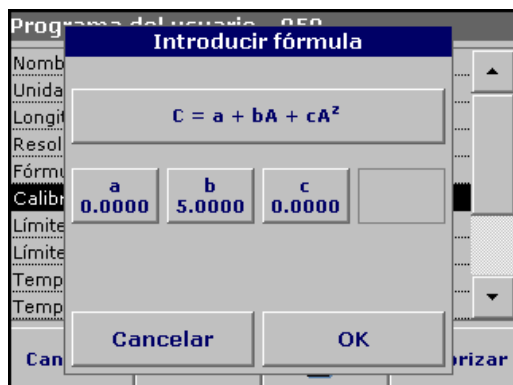 Programa del usuario 950
Introducir fórmula
Nomb
Unida
Longit
Resol
Fórmu
Calibr
Límite
Límite
Temp
Temp
C = a + bA + cA²
a b c
0.0000 5.0000 0.0000
Cancelar OK
Can orizar